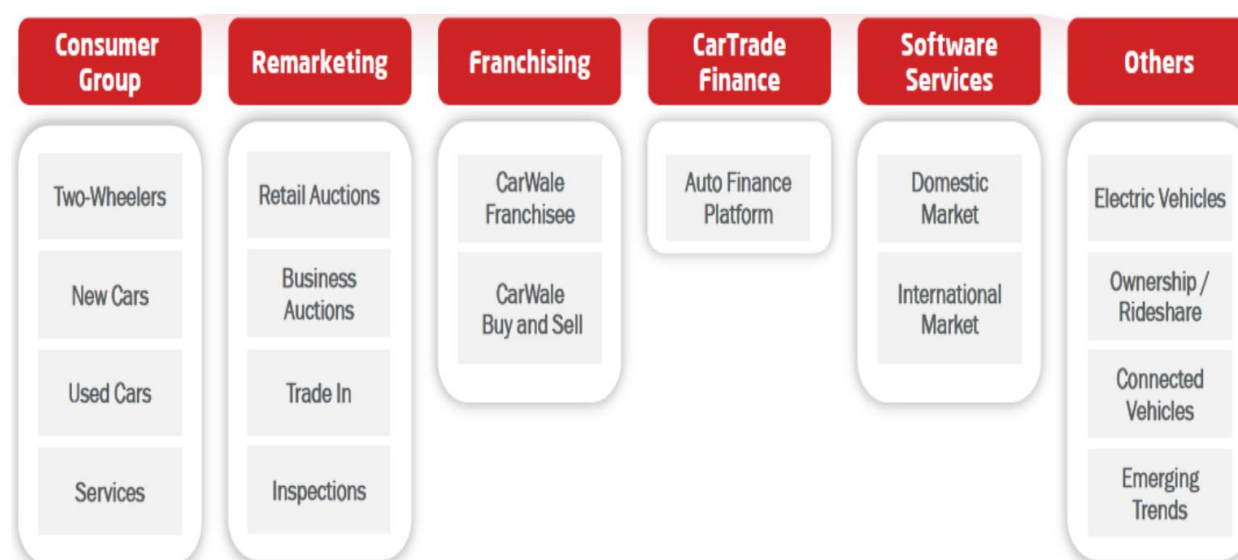 Consumer
Group
Two-Wheelers
New Cars
Used Cars
Services
Remarketing
Retail Auctions
Business
Auctions
Trade In
Inspections
Franchising
CarWale
Franchisee
CarWale
Buy and Sell
CarTrade
Finance
Auto Finance
Platform
Software
Services
Domestic
Market
International
Market
Others
Electric Vehicles
Ownership /
Rideshare
Connected
Vehicles
Emerging
Trends